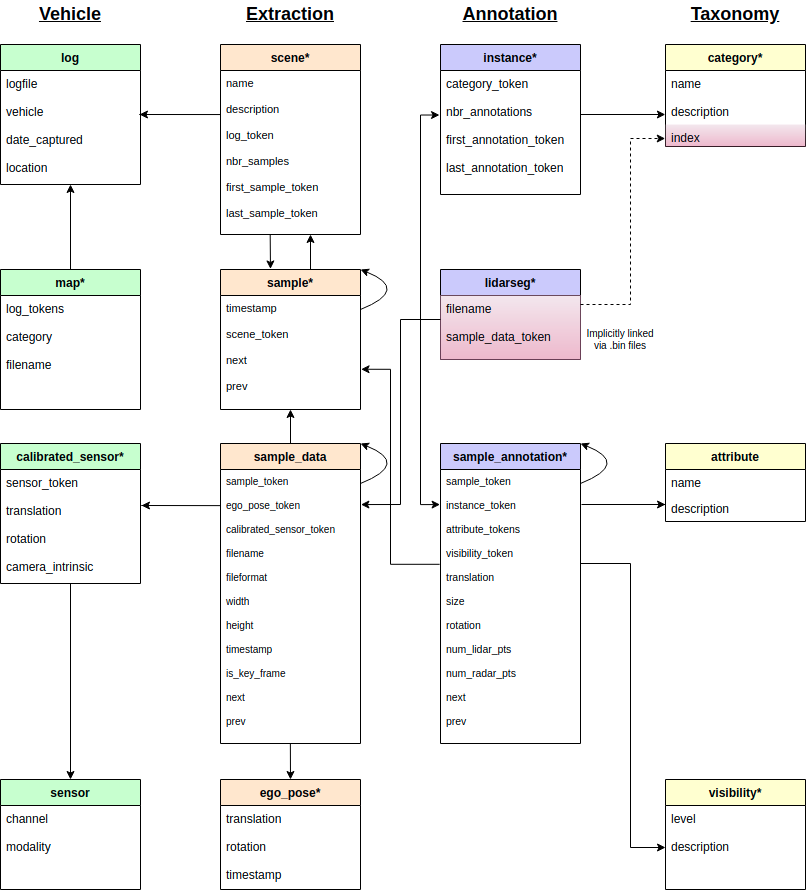 Vehicle
Extraction
Annotation
Taxonomy
log
logfile
vehicle
date_captured
location
scene*
name
description
log_token
nbr_samples
first_sample_token
last_sample_token
instance*
category_token
nbr_annotations
first_annotation_token
last_annotation_token
category*
name
description
index
map*
log_tokens
category
filename
sample*
timestamp
scene_token
next
prev
lidarseg*
filename
sample_data_token
Implicitly linked
via .bin files
calibrated_sensor*
sensor_token
translation
rotation
camera_intrinsic
sample_data
sample_token
ego_pose_token
calibrated_sensor_token
filename
fileformat
width
height
timestamp
is_key_frame
next
prev
sample_annotation*
sample_token
instance_token
attribute_tokens
visibility_token
translation
size
rotation
num_lidar_pts
num_radar_pts
next
prev
attribute
name
description
sensor
channel
modality
ego_pose*
translation
rotation
timestamp
visibility*
level
description